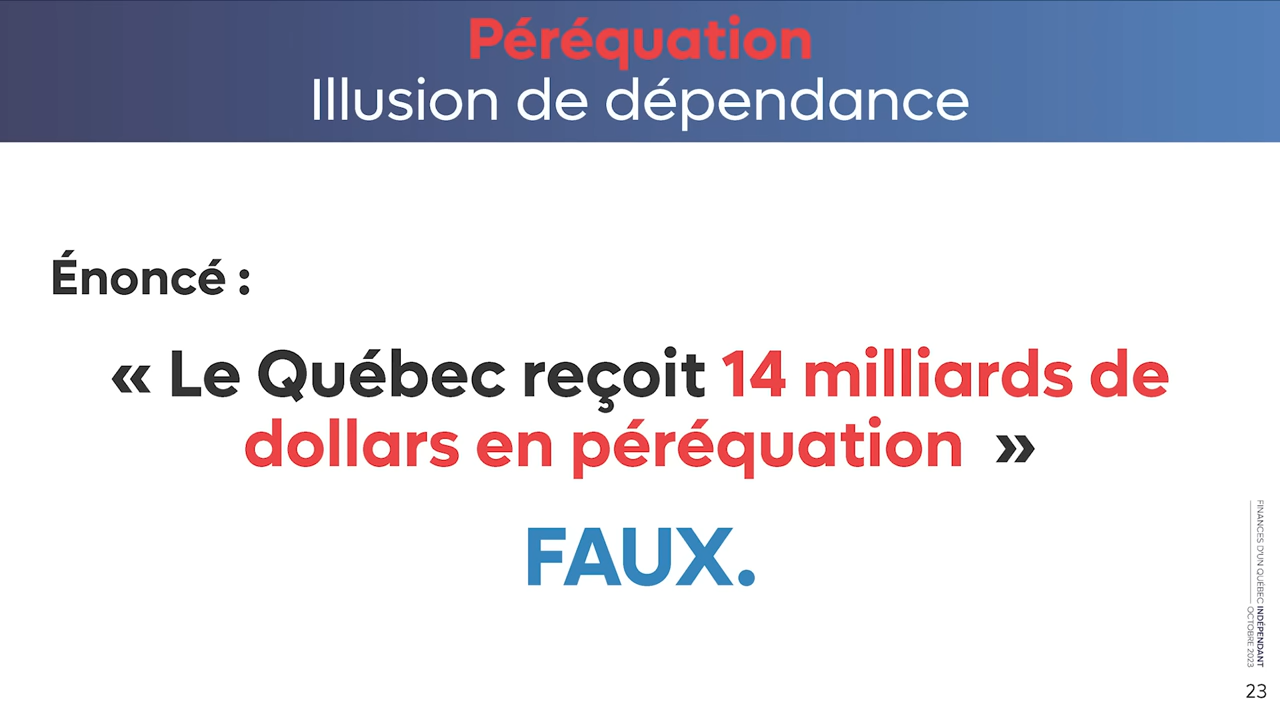 Péréquation
Illusion de dépendance
Énoncé :
« Le Québec reçoit 14 milliards de
dollars en péréquation »
FAUX.
FINANCES D'UN QUÉBEC INDÉPENDANT
OCTOBRE 2023
23